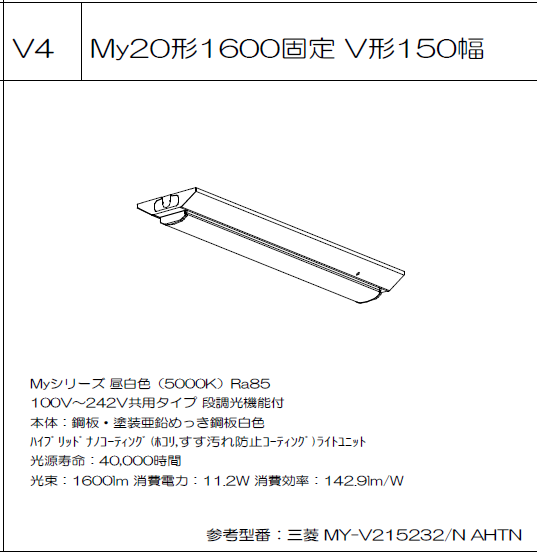 V4 My20形1600固定 V形150幅
Myシリーズ 昼白色（5000K）Ra85
100V～242V共用タイプ 段調光機能付
本体：鋼板・塗装亜鉛めっき鋼板白色
ﾊｲﾌﾞﾘｯﾄﾞﾅﾉｺｰﾃｨﾝｸﾞ(ﾎｺﾘ,すす汚れ防止ｺｰﾃｨﾝｸﾞ)ﾗｲﾄﾕﾆｯﾄ
光源寿命：40,000時間
光束：1600lm 消費電力：11.2W 消費効率：142.9lm/W
参考型番：三菱 MY-V215232/N AHTN